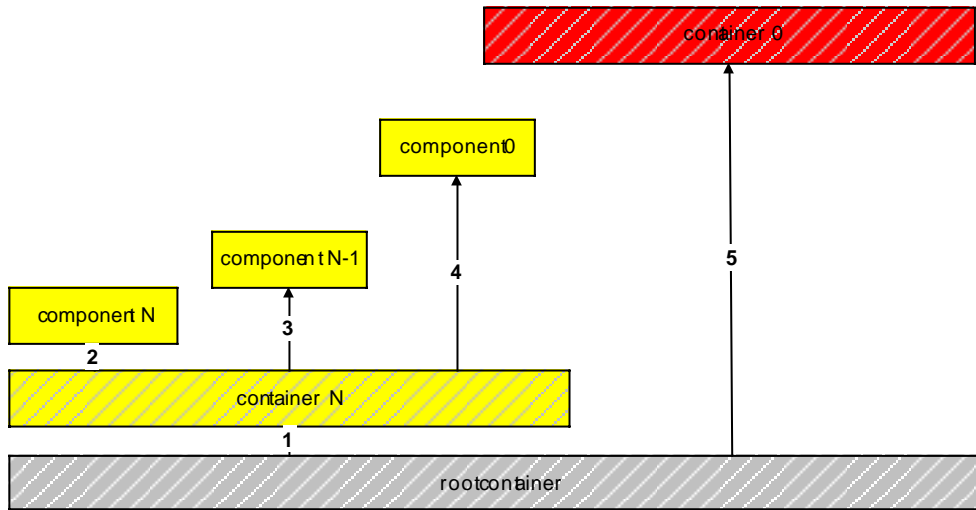 container 0
component0
component N-1
5
4
3
component N
2
container N
1
rootcontainer